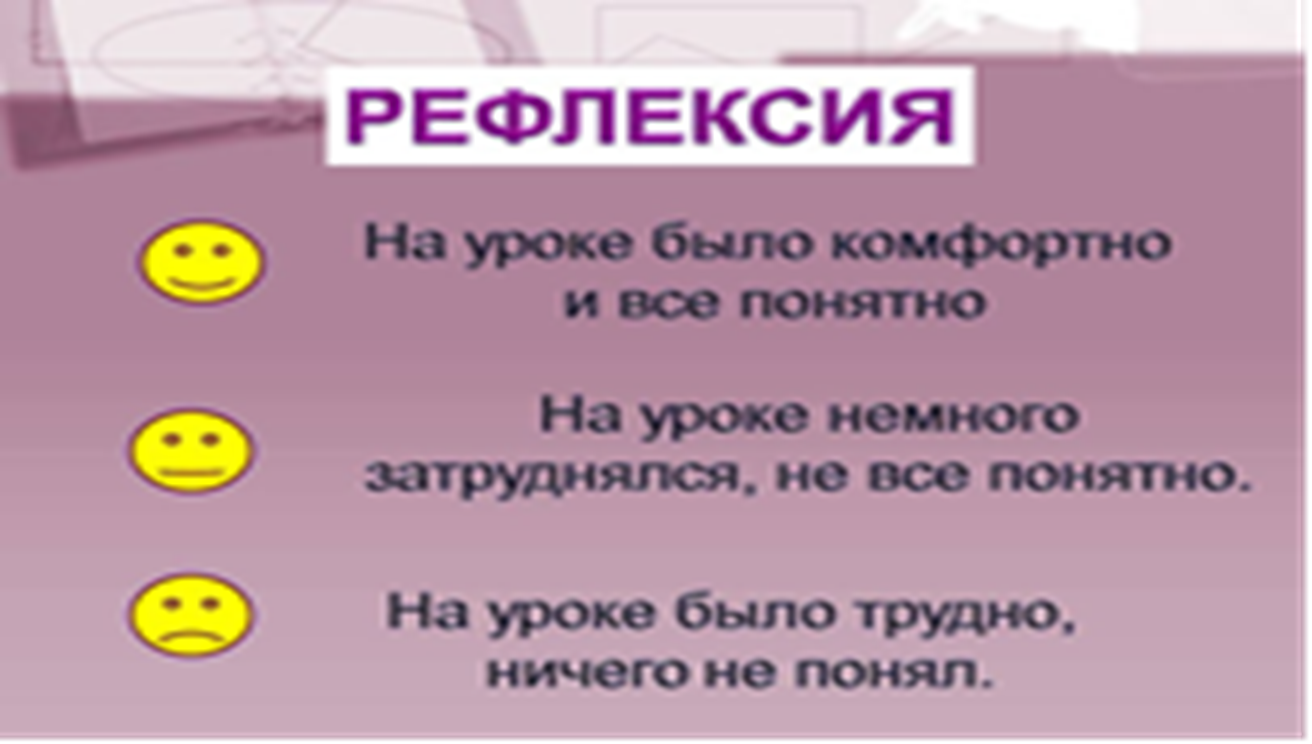 РЕФЛЕКСИЯ
На уроке было комфортно
и все понятно
На уроке немного
затруднялся, не все понятно.
На уроке было трудно,
ничего не понял.